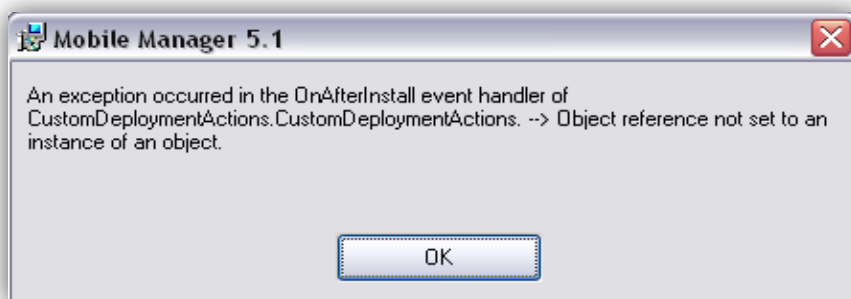 Mobile Manager 5.1
An exception occurred in the OnAfterInstall event handler of
CustomDeploymentActions.CustomDeploymentActions. --> Object reference not set to an
instance of an object.
OK